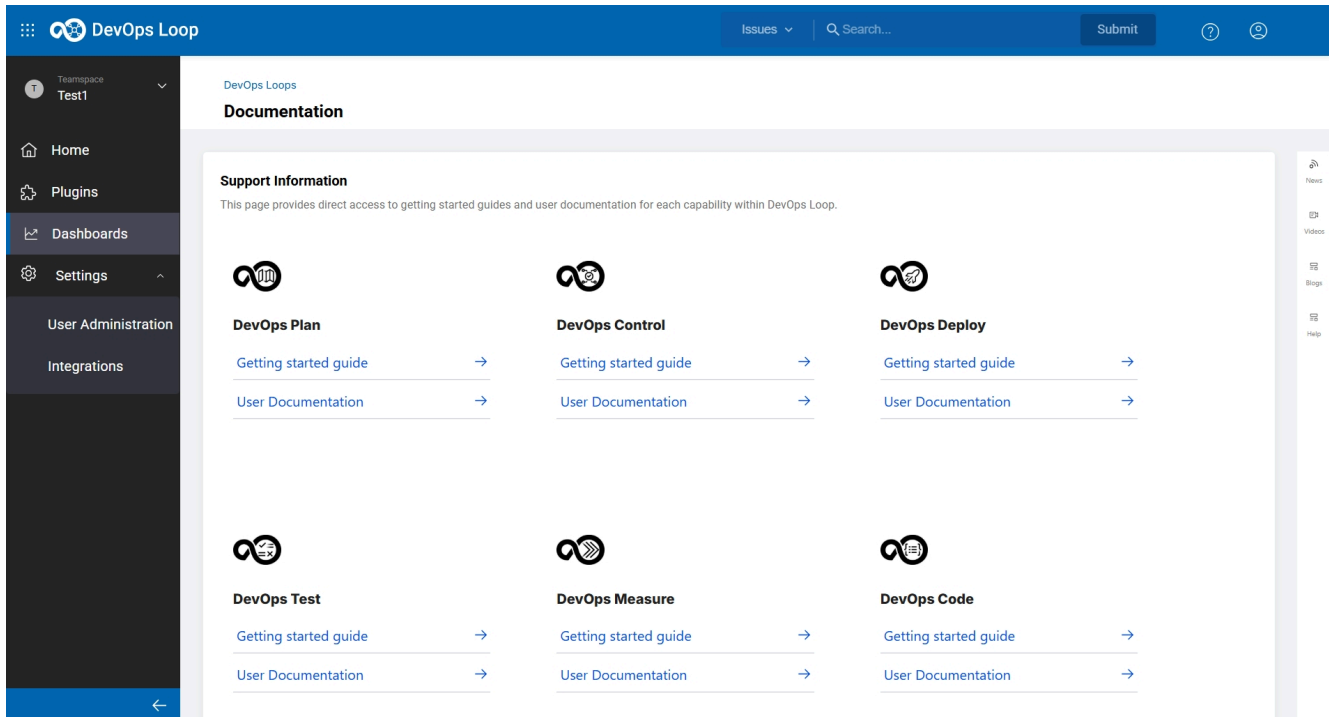 DevOps Loop
Issues
Search...
Submit
T
Teamspace
Test1
Home
Plugins
Dashboards
Settings
User Administration
Integrations
DevOps Loops
Documentation
Support Information
This page provides direct access to getting started guides and user documentation for each capability within DevOps Loop.
DevOps Plan
Getting started guide
User Documentation
DevOps Control
Getting started guide
User Documentation
DevOps Deploy
Getting started guide
User Documentation
DevOps Test
Getting started guide
User Documentation
DevOps Measure
Getting started guide
User Documentation
DevOps Code
Getting started guide
User Documentation
News
Videos
Blogs
Help